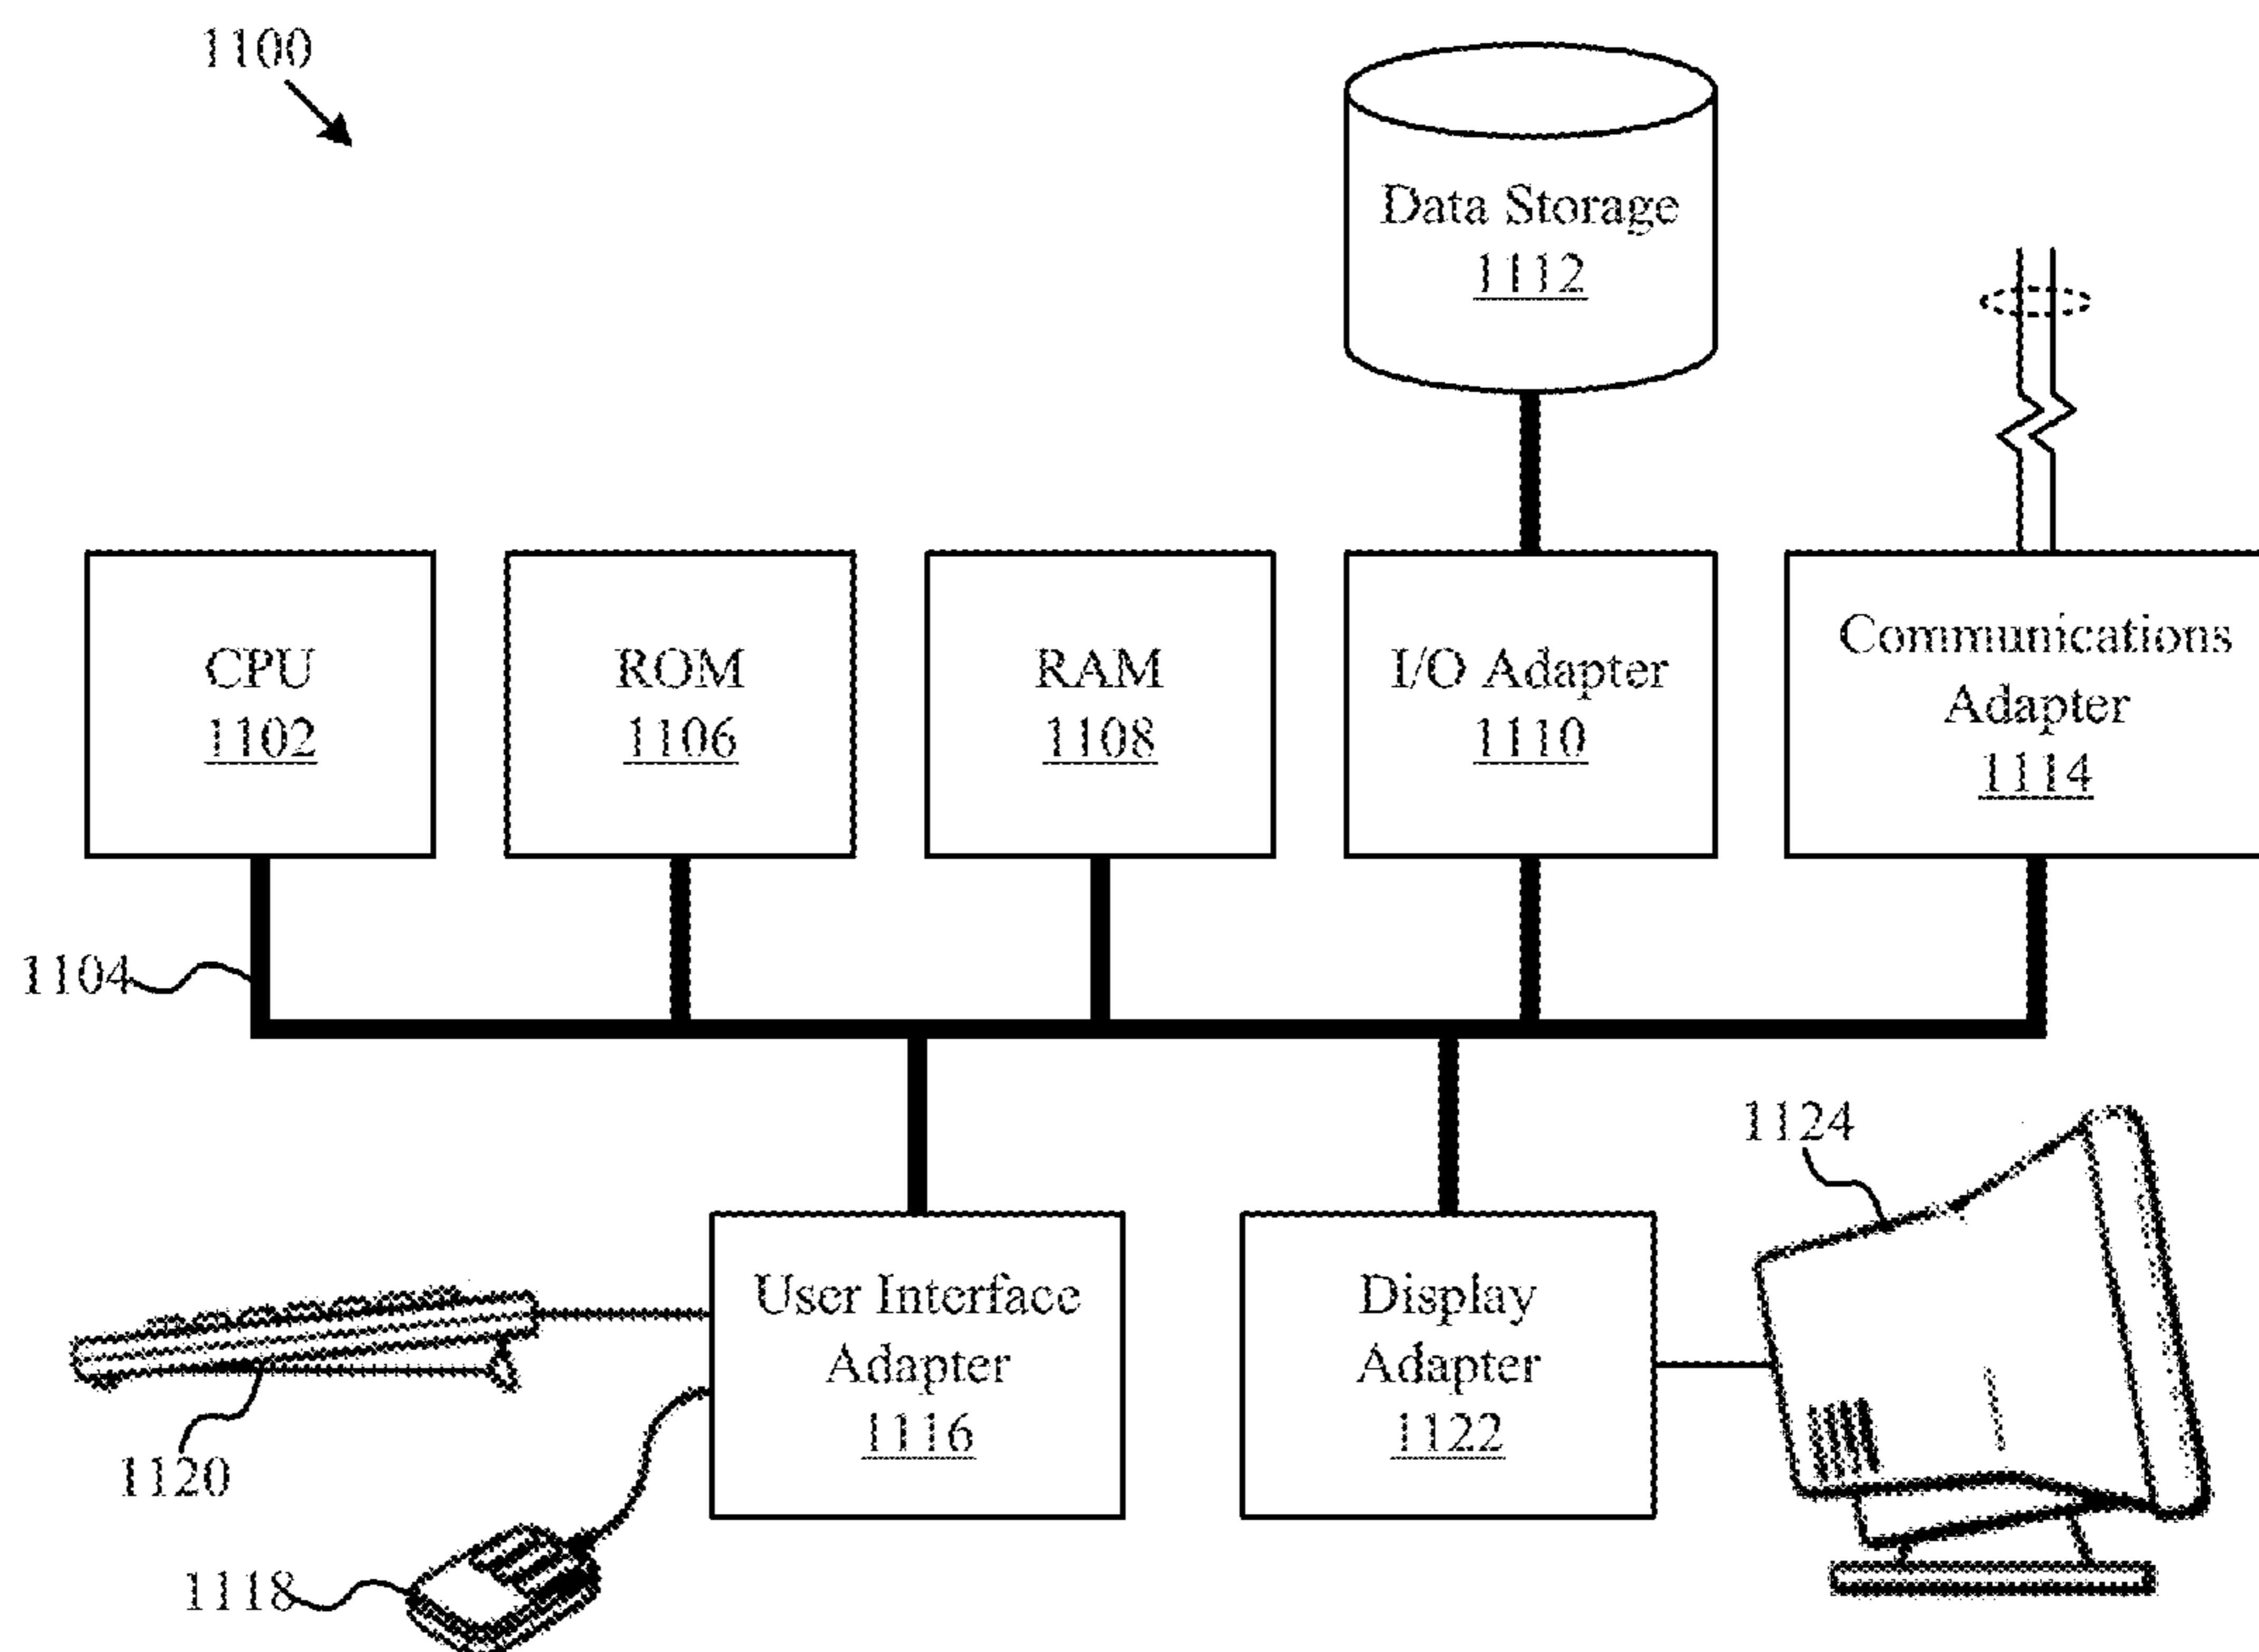 1100
Data Storage
1112
CPU
1102
ROM
1106
RAM
1108
I/O Adapter
1110
Communications
Adapter
1114
1104
1124
User Interface
Adapter
1116
Display
Adapter
1122
1120
1118